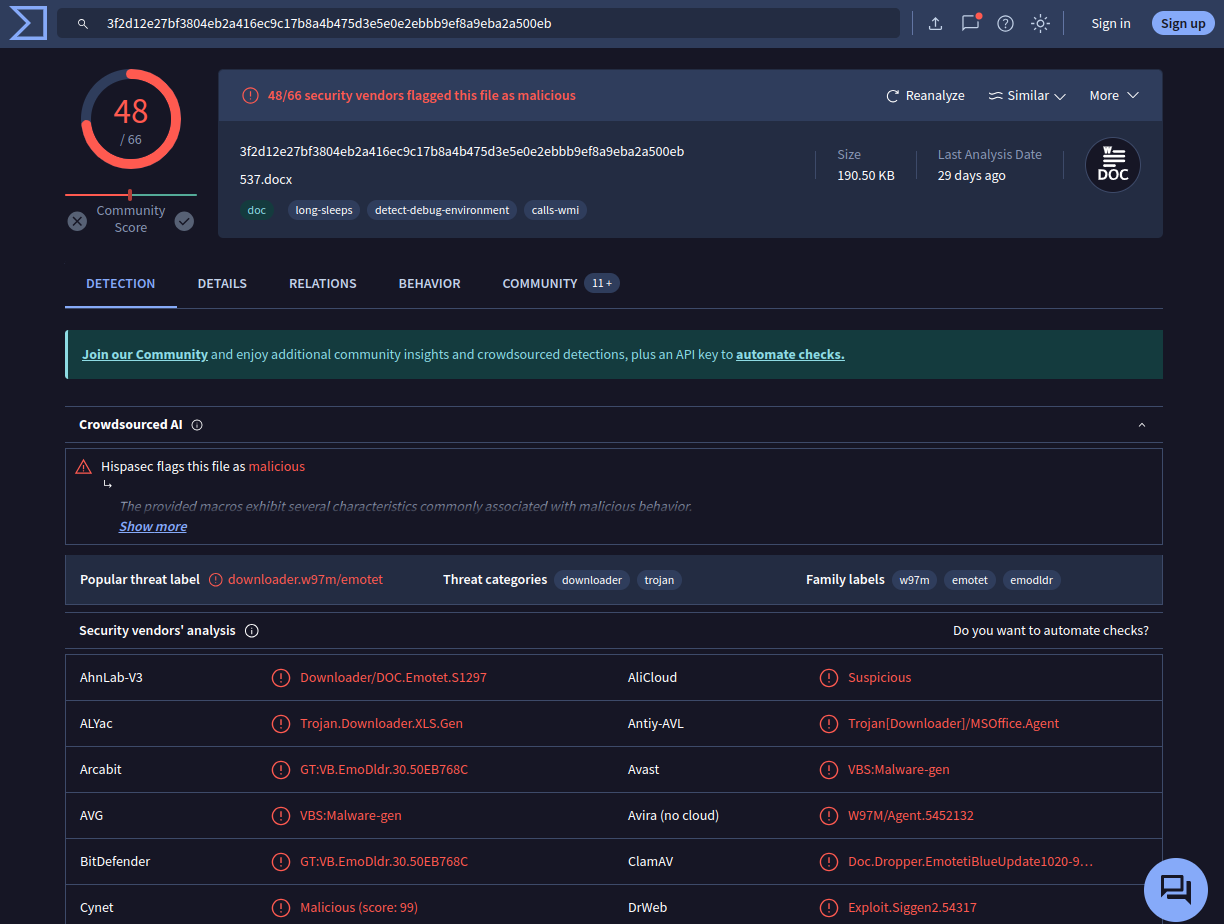 3f2d12e27bf3804eb2a416ec9c17b8a4b475d3e5e0e2ebbb9ef8a9eba2a500eb
Sign in
Sign up
48
/ 66
Community
Score
48/66 security vendors flagged this file as malicious
Reanalyze
Similar
More
3f2d12e27bf3804eb2a416ec9c17b8a4b475d3e5e0e2ebbb9ef8a9eba2a500eb
537.docx
doc
long-sleeps
detect-debug-environment
calls-wmi
Size
190.50 KB
Last Analysis Date
29 days ago
W
DOC
DETECTION
DETAILS
RELATIONS
BEHAVIOR
COMMUNITY 11 +
Join our Community and enjoy additional community insights and crowdsourced detections, plus an API key to automate checks.
Crowdsourced AI
Hispasec flags this file as malicious
The provided macros exhibit several characteristics commonly associated with malicious behavior.
Show more
Popular threat label downloader.w97m/emotet
Threat categories downloader trojan
Family labels w97m emotet emodldr
Security vendors' analysis
Do you want to automate checks?
AhnLab-V3 Downloader/DOC.Emotet.S1297
AliCloud Suspicious
ALYac Trojan.Downloader.XLS.Gen
Antiy-AVL Trojan[Downloader]/MSOffice.Agent
Arcabit GT:VB.EmoDldr.30.50EB768C
Avast VBS:Malware-gen
AVG VBS:Malware-gen
Avira (no cloud) W97M/Agent.5452132
BitDefender GT:VB.EmoDldr.30.50EB768C
ClamAV Doc.Dropper.EmotetiBlueUpdate1020-9…
Cynet Malicious (score: 99)
DrWeb Exploit.Siggen2.54317